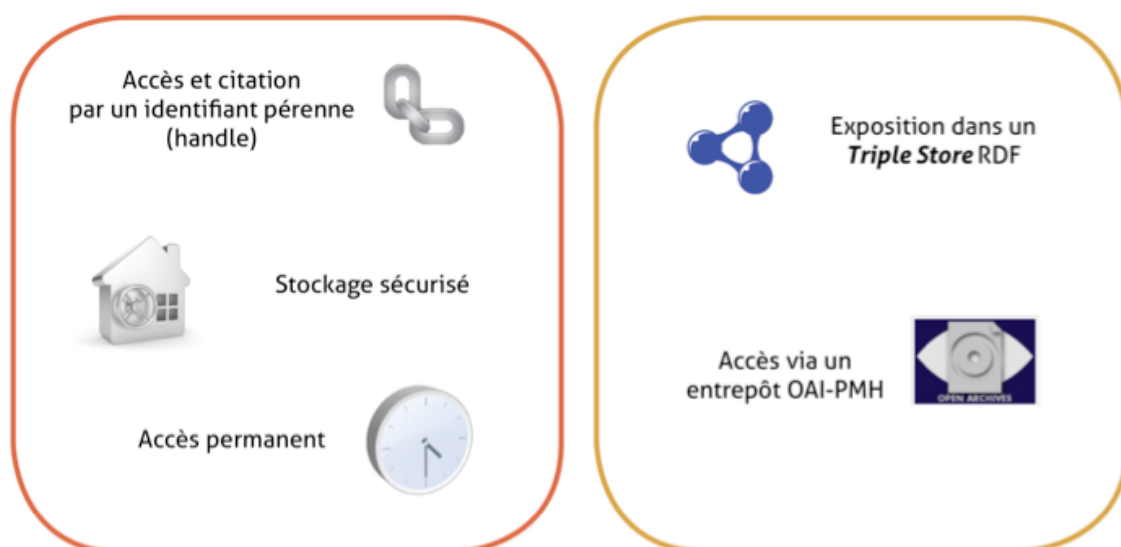 Accès et citation
par un identifiant pérenne
(handle)
Stockage sécurisé
Accès permanent
Exposition dans un
Triple Store RDF
Accès via un
entrepôt OAI-PMH
OPEN ARCHIVES